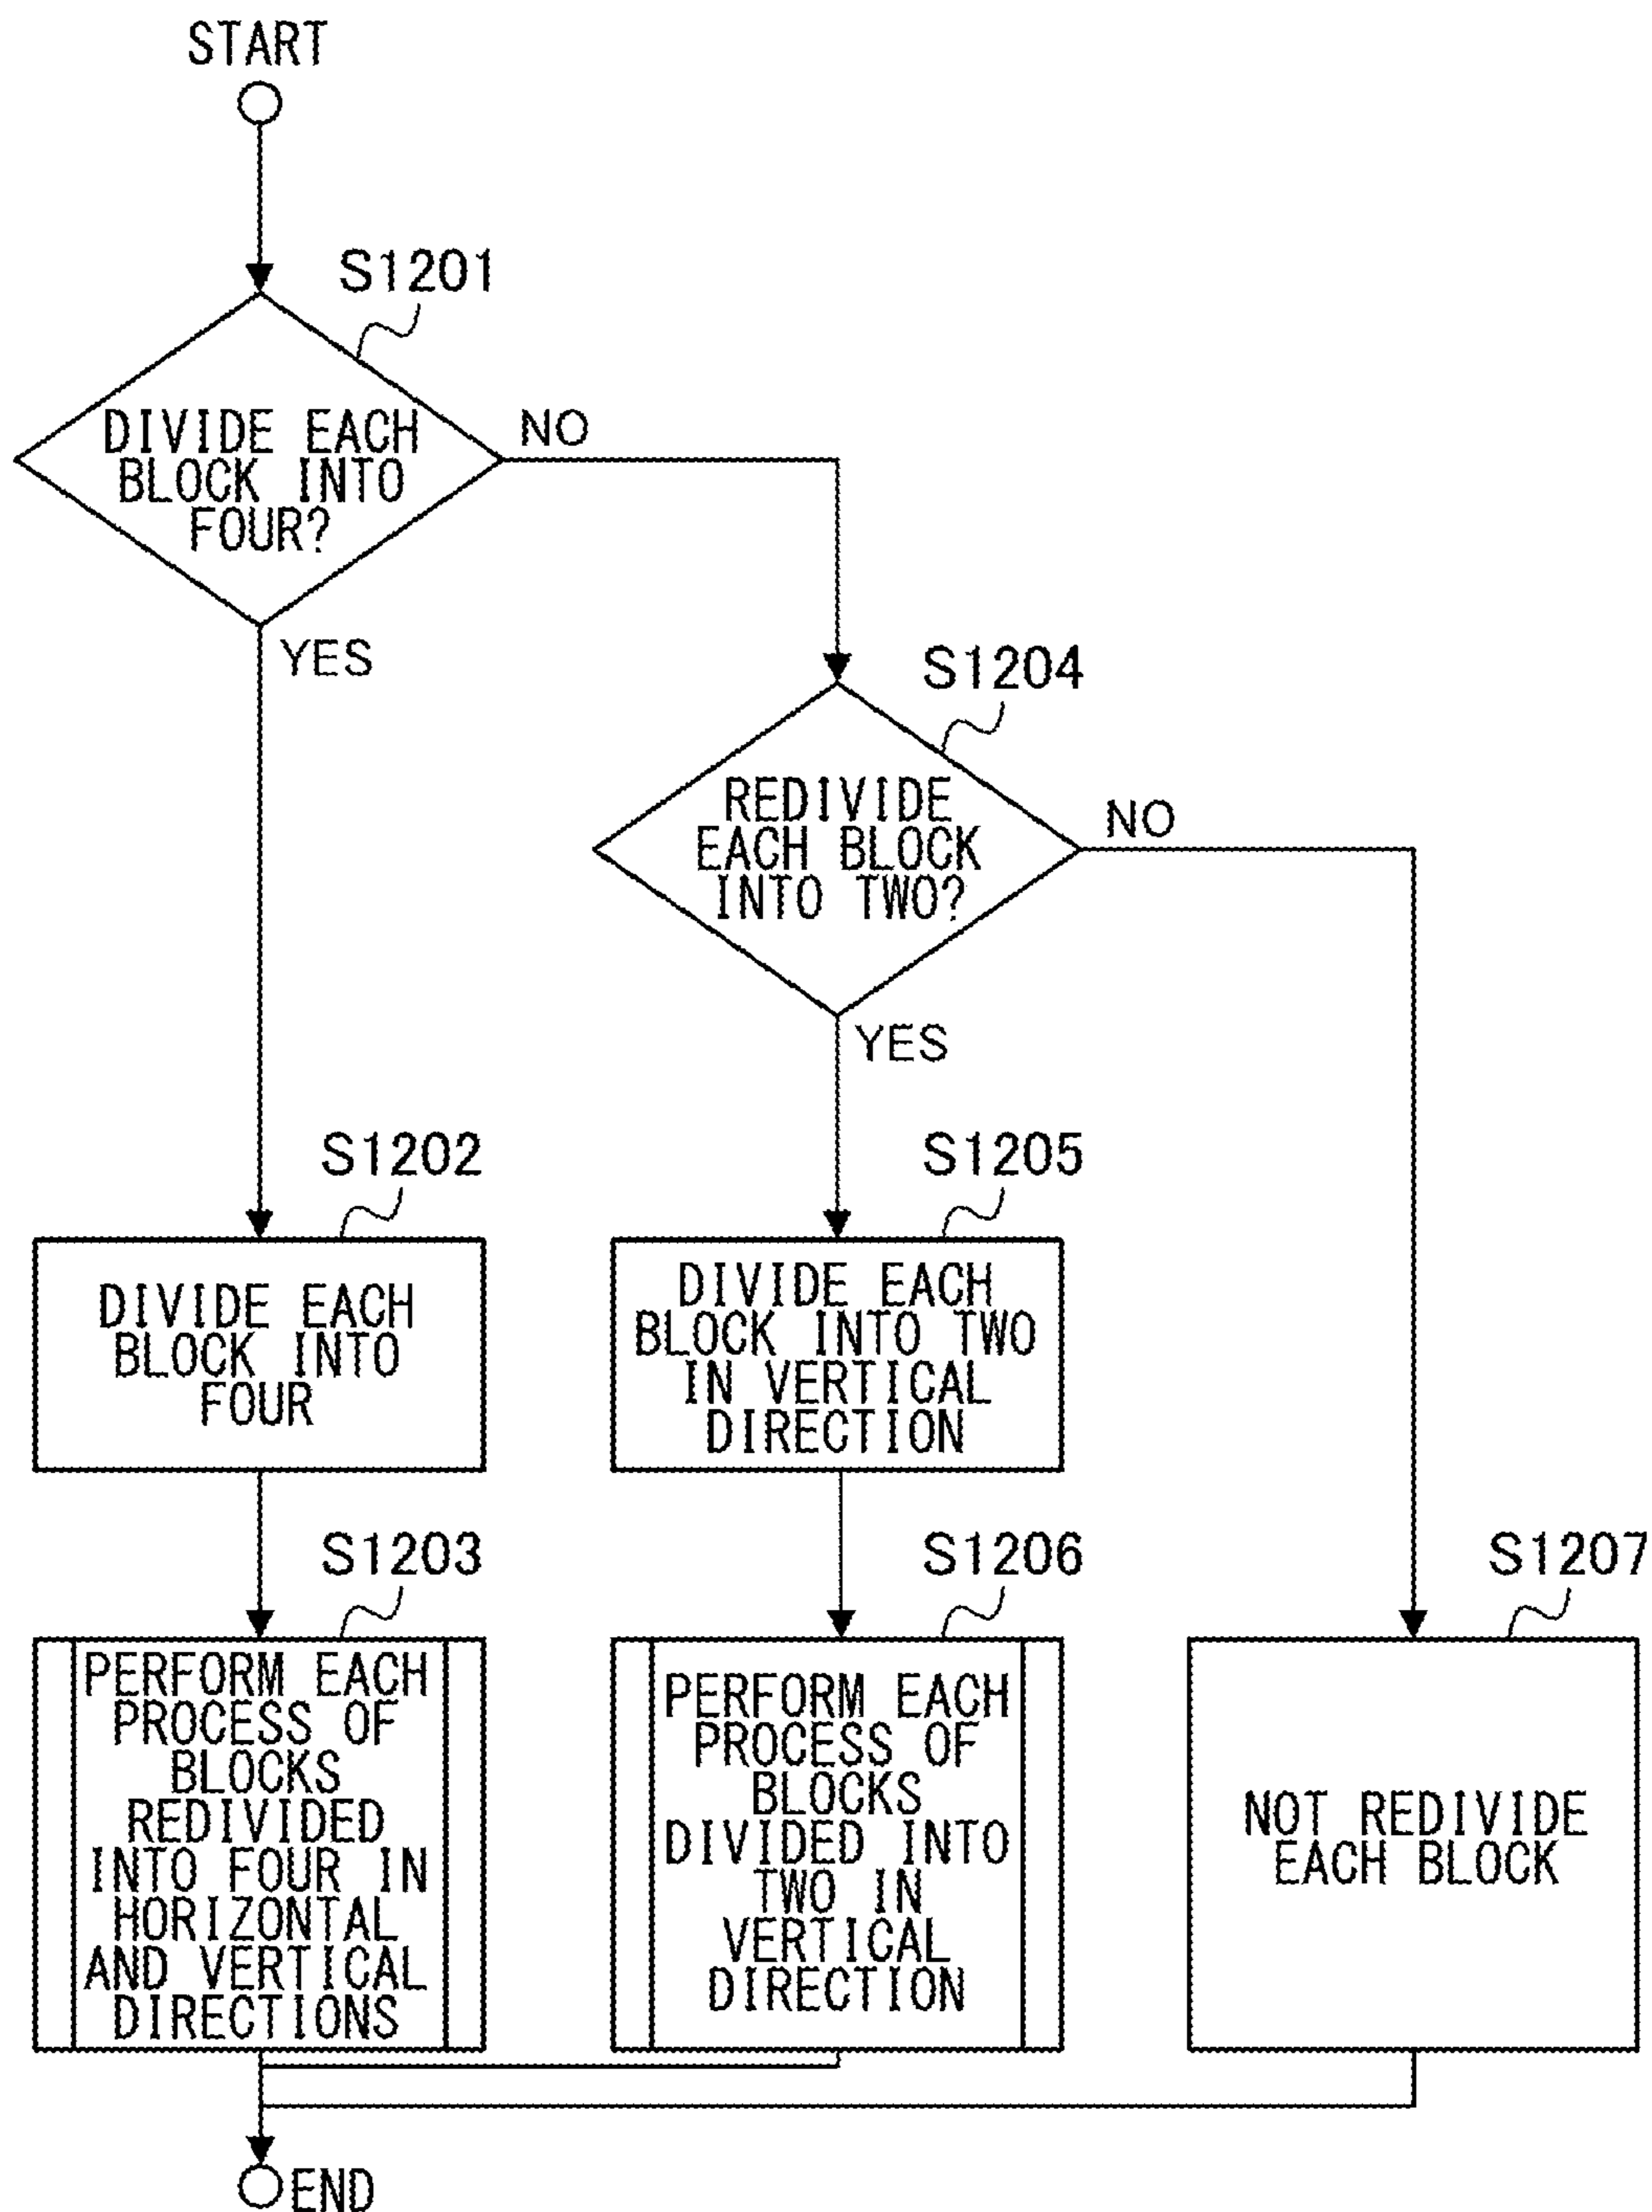 START
S1201
DIVIDE EACH
BLOCK INTO
FOUR?
NO
YES
S1204
REDIVIDE
EACH BLOCK
INTO TWO?
NO
YES
S1202
DIVIDE EACH
BLOCK INTO
FOUR
S1205
DIVIDE EACH
BLOCK INTO TWO
IN VERTICAL
DIRECTION
S1203
PERFORM EACH
PROCESS OF
BLOCKS
REDIVIDED
INTO FOUR IN
HORIZONTAL
AND VERTICAL
DIRECTIONS
S1206
PERFORM EACH
PROCESS OF
BLOCKS
DIVIDED INTO
TWO IN
VERTICAL
DIRECTION
S1207
NOT REDIVIDE
EACH BLOCK
END